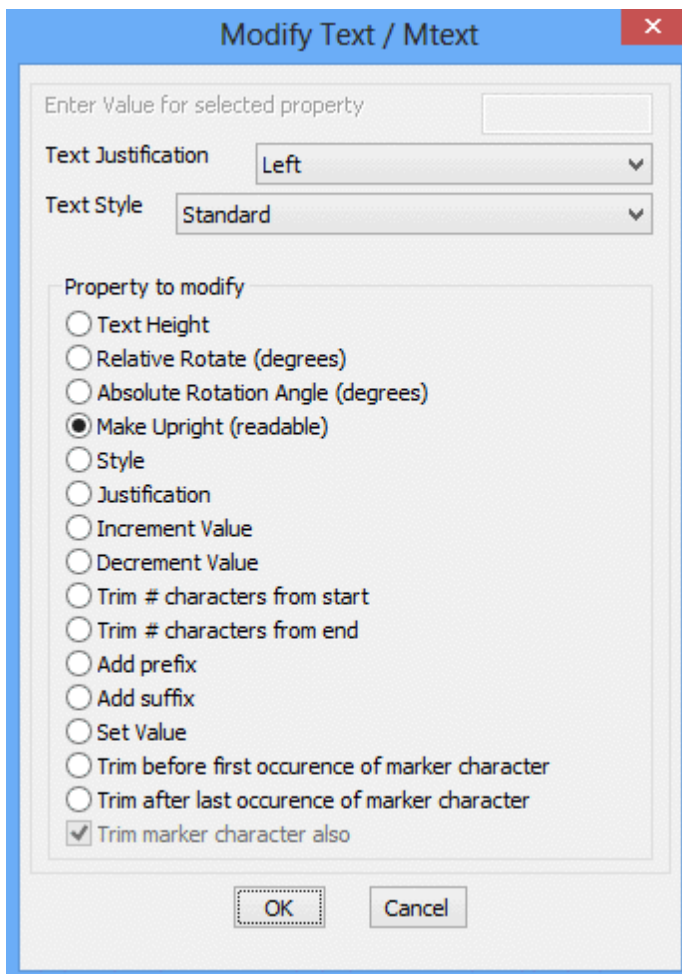 Modify Text / Mtext
Enter Value for selected property
Text Justification Left
Text Style Standard
Property to modify
Text Height
Relative Rotate (degrees)
Absolute Rotation Angle (degrees)
Make Upright (readable)
Style
Justification
Increment Value
Decrement Value
Trim # characters from start
Trim # characters from end
Add prefix
Add suffix
Set Value
Trim before first occurence of marker character
Trim after last occurence of marker character
Trim marker character also
OK Cancel